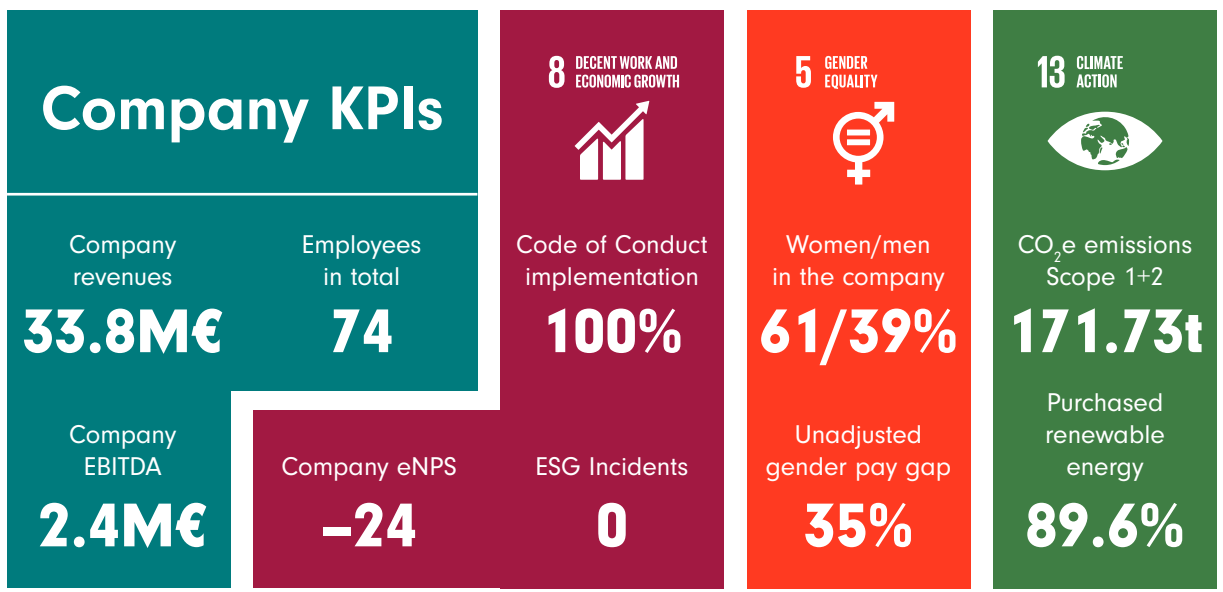 Company KPIs
Company
revenues
33.8M€
Employees
in total
74
Company
EBITDA
2.4M€
Company eNPS
–24
8 DECENT WORK AND
ECONOMIC GROWTH
Code of Conduct
implementation
100%
ESG Incidents
0
5 GENDER
EQUALITY
Women/men
in the company
61/39%
Unadjusted
gender pay gap
35%
13 CLIMATE
ACTION
CO₂e emissions
Scope 1+2
171.73t
Purchased
renewable
energy
89.6%